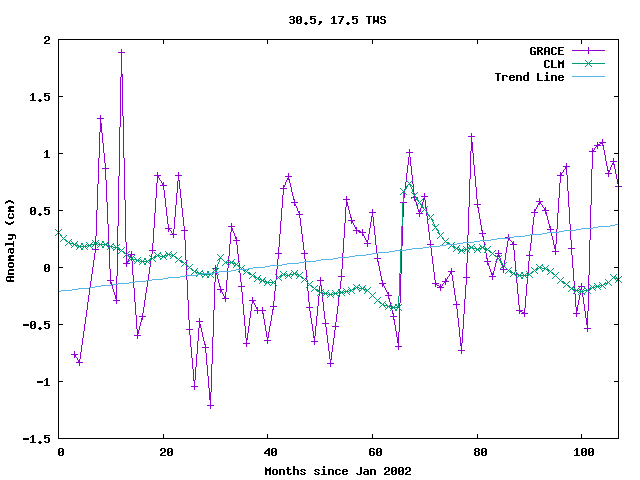 30.5, 17.5 TWS
GRACE
CLM
Trend Line
2
1.5
1
0.5
0
-0.5
-1
-1.5
Anomaly (cm)
0 20 40 60 80 100
Months since Jan 2002